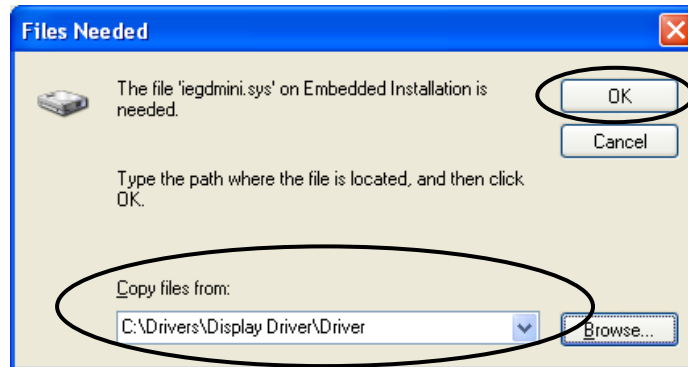 Files Needed
The file 'iegdmini.sys' on Embedded Installation is
needed.
OK
Cancel
Type the path where the file is located, and then click
OK.
Copy files from:
C:\Drivers\Display Driver\Driver
Browse...